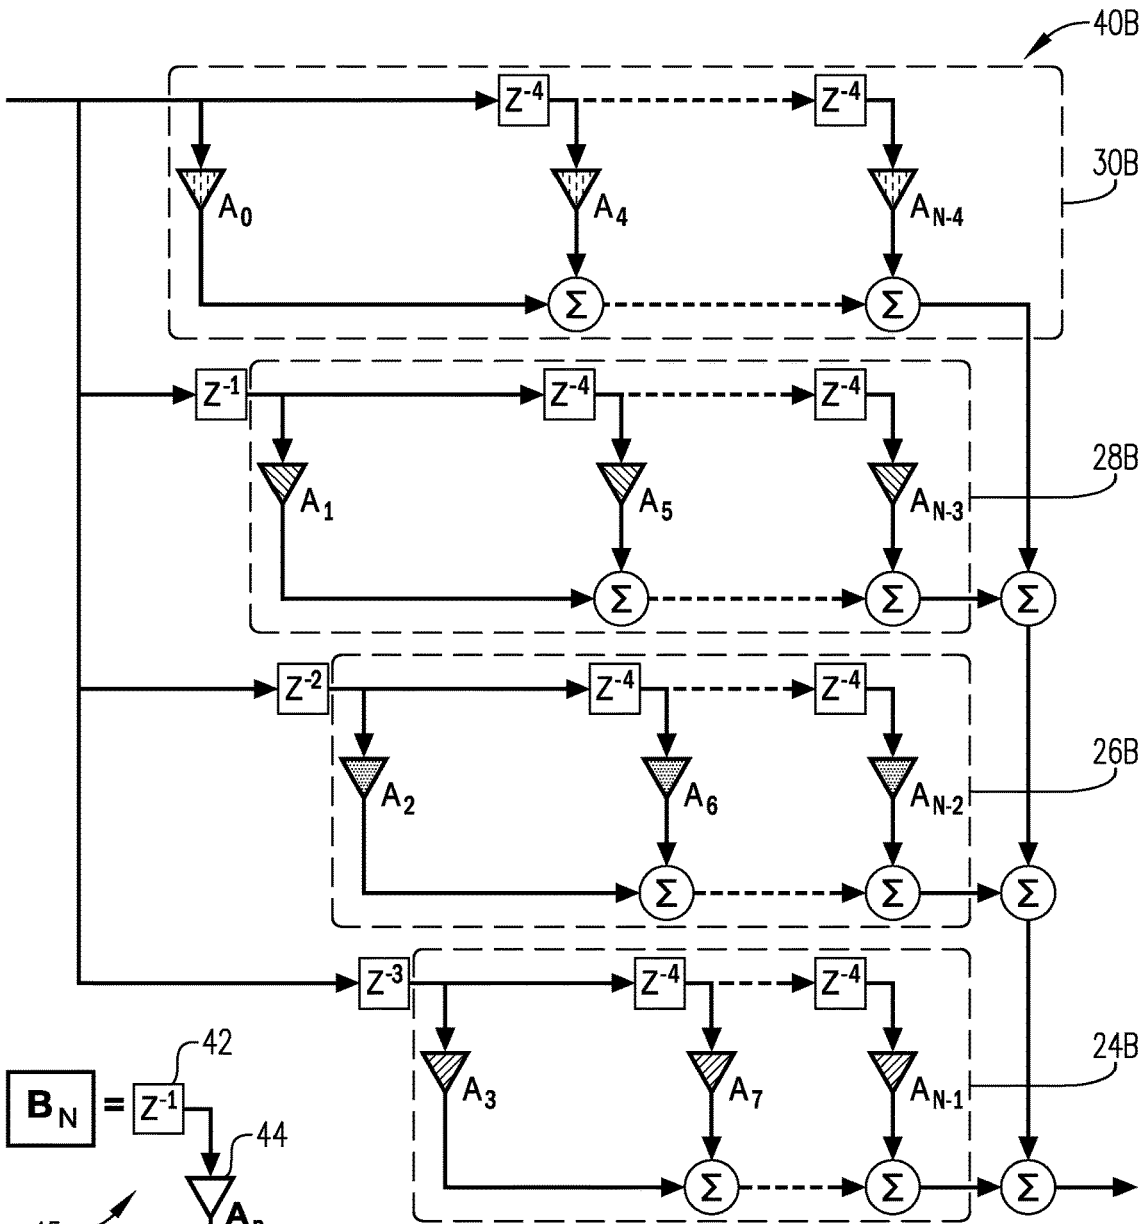 40B
Z-4 Z-4
30B
A0 A4 AN-4
Σ Σ
Z-1 Z-4 Z-4
28B
A1 A5 AN-3
Σ Σ Σ
Z-2 Z-4 Z-4
26B
A2 A6 AN-2
Σ Σ Σ
Z-3 Z-4 Z-4
24B
42
A3 A7 AN-1
BN = Z-1
44
Σ Σ Σ